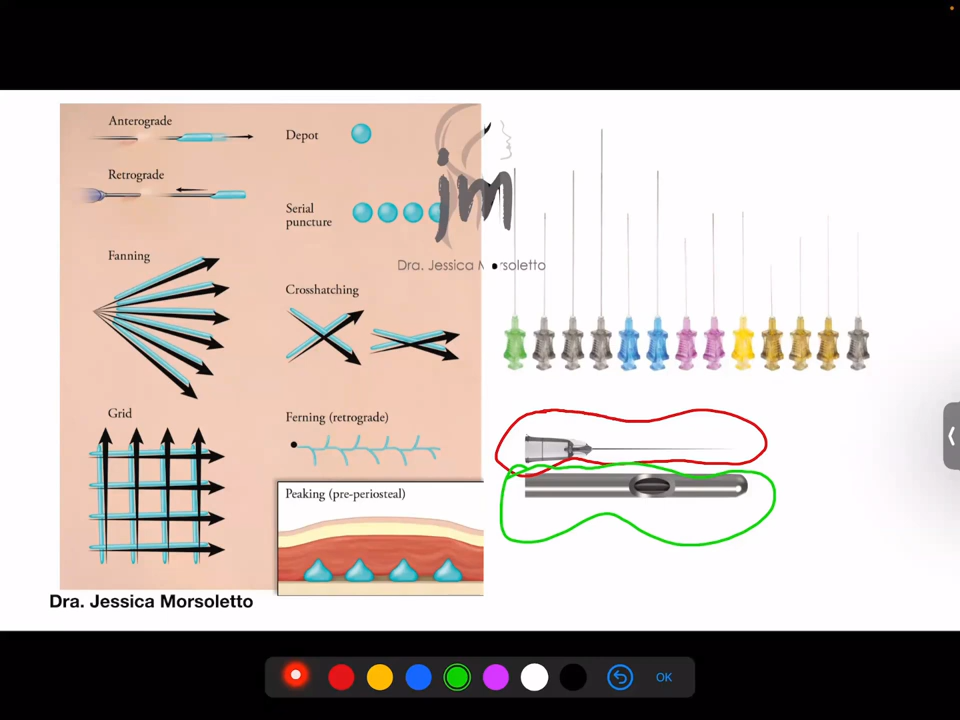 Anterograde
Depot
Retrograde
Serial
puncture
jm
Dra. Jessica Morsoletto
Fanning
Crosshatching
Grid
Ferning (retrograde)
Peaking (pre-periosteal)
Dra. Jessica Morsoletto
OK